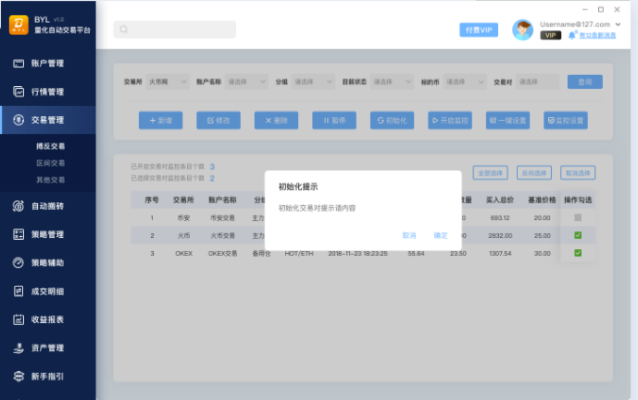 BYL v1.0
量化自动交易平台
付费VIP
Username@127.com
VIP 有公告新消息
账户管理
行情管理
交易管理
搏反交易
区间交易
其他交易
自动搬砖
策略管理
策略辅助
成交明细
收益报表
资产管理
新手指引
交易所 火币网 账户名称 请选择 分组 请选择 目前状态 请选择 标的币 请选择 交易对 请选择 查询
新增 修改 删除 暂停 初始化 开启监控 一键设置 监控设置
已开启交易对监控条目个数 3
已选择交易对监控条目个数 2
全部选择 反向选择 取消选择
序号 交易所 账户名称 买入总价 基准价格 操作勾选
1 币安 币安交易 主力 693.12 20.00
2 火币 火币交易 主力 2832.00 25.00
3 OKEX OKEX交易 备用仓 HOT/ETH 2018-11-23 18:23:25 55.64 23.50 1307.54 30.00
初始化提示
初始化交易对提示语内容
取消 确定